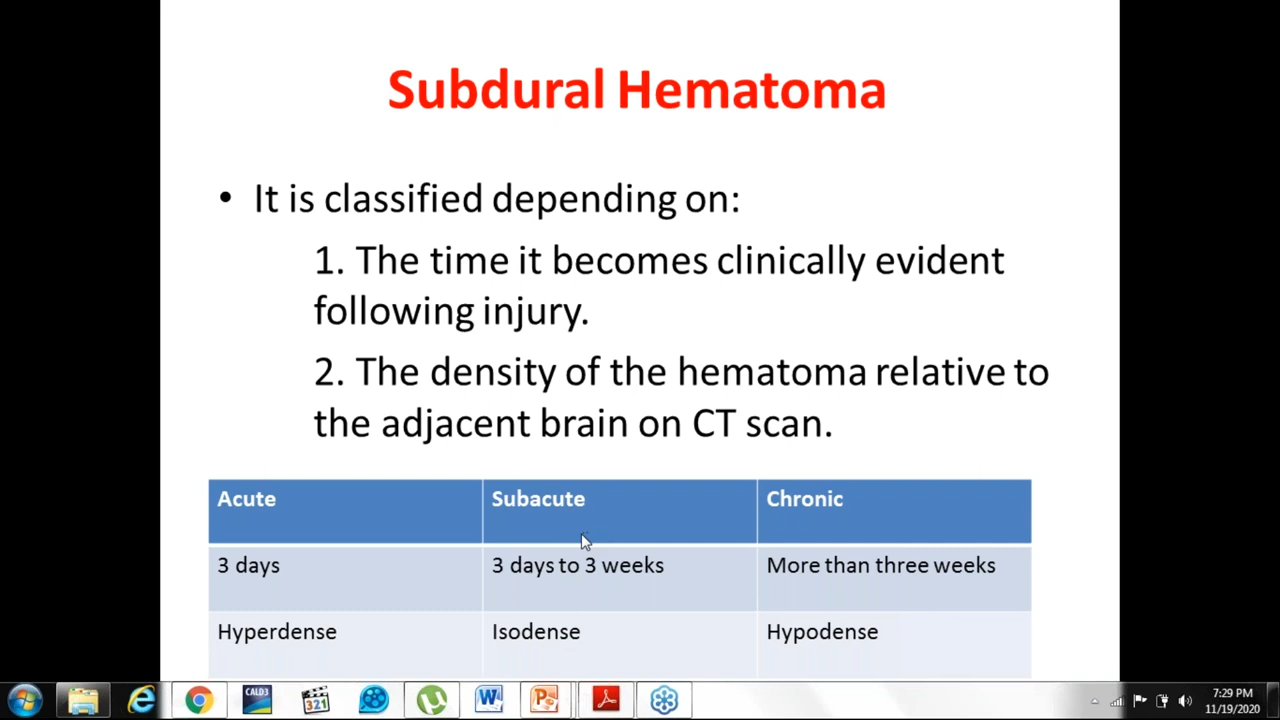 Subdural Hematoma
• It is classified depending on:
1. The time it becomes clinically evident
following injury.
2. The density of the hematoma relative to
the adjacent brain on CT scan.
Acute Subacute Chronic
3 days 3 days to 3 weeks More than three weeks
Hyperdense Isodense Hypodense
CALD3
321
W
P
7:29 PM
11/19/2020